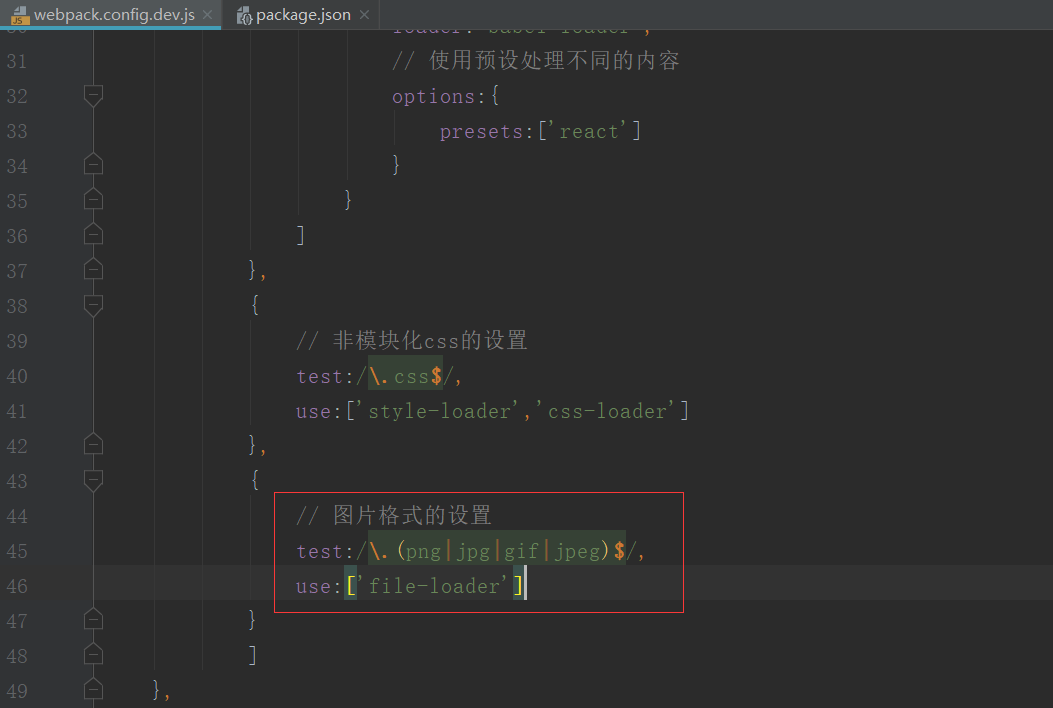 webpack.config.dev.js × package.json ×
loader:'babel-loader',
31 // 使用预设处理不同的内容
32 options:{
33 presets:['react']
34 }
35 }
36 ]
37 },
38 {
39 // 非模块化css的设置
40 test:/\.css$/,
41 use:['style-loader','css-loader']
42 },
43 {
44 // 图片格式的设置
45 test:/\.(png|jpg|gif|jpeg)$/,
46 use:['file-loader']
47 }
48 ]
49 },